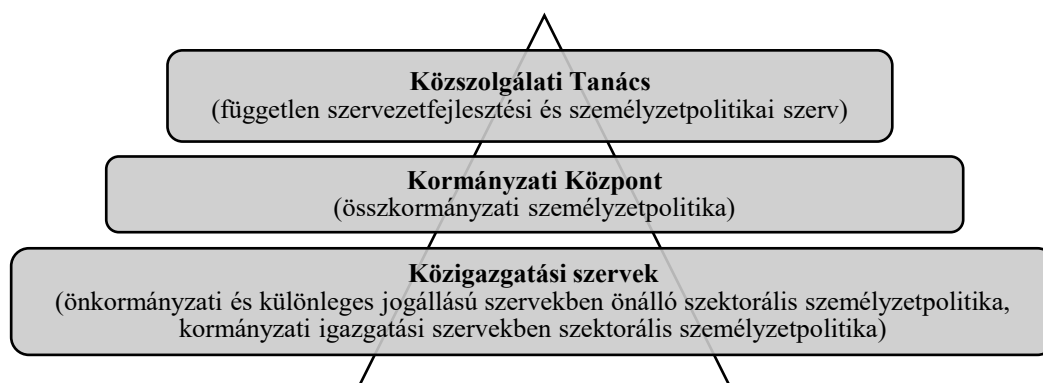 Közszolgálati Tanács
(független szervezetfejlesztési és személyzetpolitikai szerv)
Kormányzati Központ
(összkormányzati személyzetpolitika)
Közigazgatási szervek
(önkormányzati és különleges jogállású szervekben önálló szektorális személyzetpolitika,
kormányzati igazgatási szervekben szektorális személyzetpolitika)